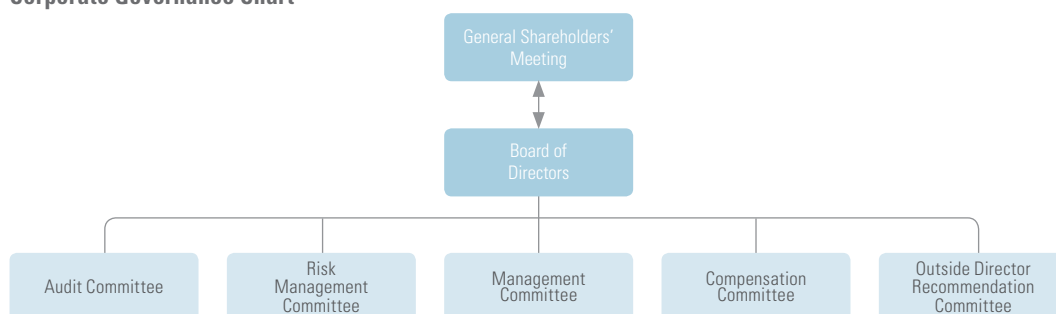 Corporate Governance Chart
General Shareholders'
Meeting
Board of
Directors
Audit Committee
Risk
Management
Committee
Management
Committee
Compensation
Committee
Outside Director
Recommendation
Committee